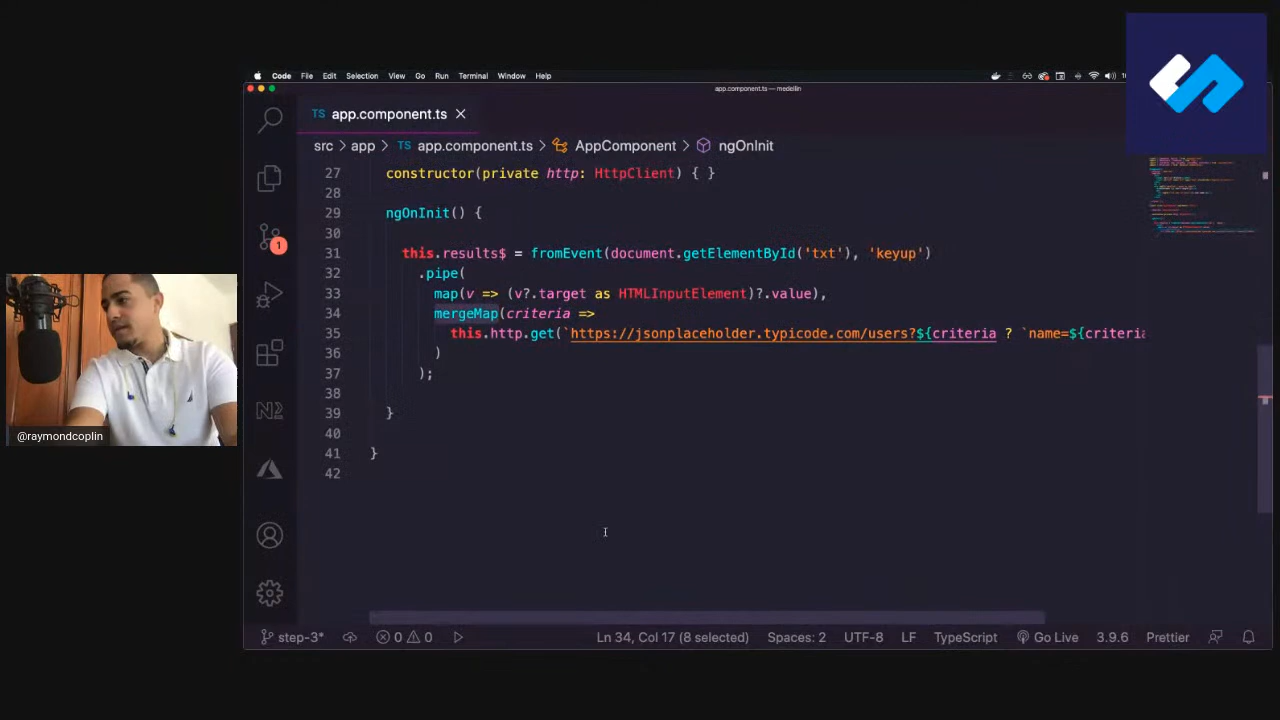 Code File Edit Selection View Go Run Terminal Window Help
app.component.ts — medellin
TS app.component.ts
src > app > TS app.component.ts > AppComponent > ngOnInit
27 constructor(private http: HttpClient) { }
28
29 ngOnInit() {
30
31 this.results$ = fromEvent(document.getElementById('txt'), 'keyup')
32 .pipe(
33 map(v => (v?.target as HTMLInputElement)?.value),
34 mergeMap(criteria =>
35 this.http.get(`https://jsonplaceholder.typicode.com/users?${criteria ? `name=${criteria
36 )
37 );
38
39 }
40
41 }
42
1
@raymondcoplin
step-3* 0 0 Ln 34, Col 17 (8 selected) Spaces: 2 UTF-8 LF TypeScript Go Live 3.9.6 Prettier